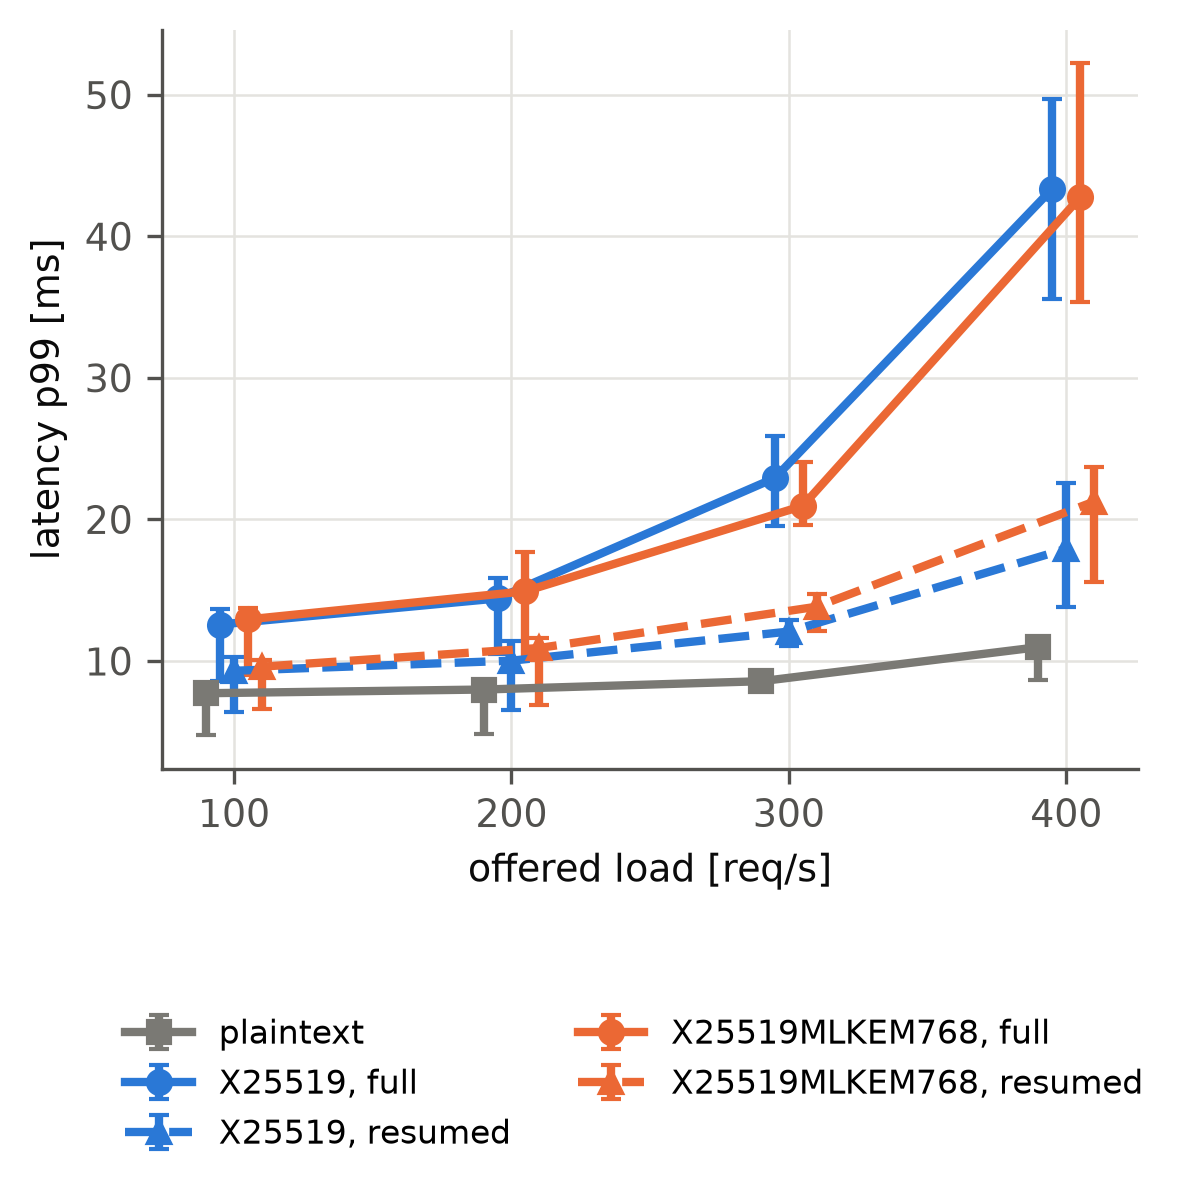 50
40
30
20
10
latency p99 [ms]
100 200 300 400
offered load [req/s]
plaintext
X25519, full
X25519, resumed
X25519MLKEM768, full
X25519MLKEM768, resumed